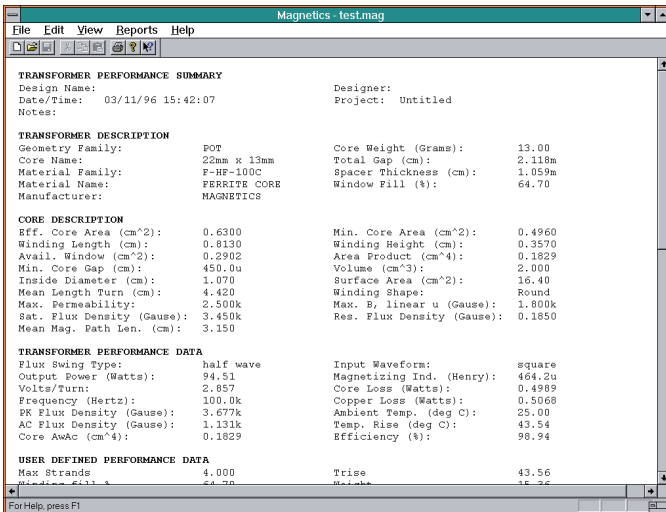 Magnetics - test.mag
File Edit View Reports Help
TRANSFORMER PERFORMANCE SUMMARY
Design Name: Designer:
Date/Time: 03/11/96 15:42:07 Project: Untitled
Notes:
TRANSFORMER DESCRIPTION
Geometry Family: POT Core Weight (Grams): 13.00
Core Name: 22mm x 13mm Total Gap (cm): 2.118m
Material Family: F-HF-100C Spacer Thickness (cm): 1.059m
Material Name: FERRITE CORE Window Fill (%): 64.70
Manufacturer: MAGNETICS
CORE DESCRIPTION
Eff. Core Area (cm^2): 0.6300 Min. Core Area (cm^2): 0.4960
Winding Length (cm): 0.8130 Winding Height (cm): 0.3570
Avail. Window (cm^2): 0.2902 Area Product (cm^4): 0.1829
Min. Core Gap (cm): 450.0u Volume (cm^3): 2.000
Inside Diameter (cm): 1.070 Surface Area (cm^2): 16.40
Mean Length Turn (cm): 4.420 Winding Shape: Round
Max. Permeability: 2.500k Max. B, linear u (Gause): 1.800k
Sat. Flux Density (Gause): 3.450k Res. Flux Density (Gause): 0.1850
Mean Mag. Path Len. (cm): 3.150
TRANSFORMER PERFORMANCE DATA
Flux Swing Type: half wave Input Waveform: square
Output Power (Watts): 94.51 Magnetizing Ind. (Henry): 464.2u
Volts/Turn: 2.857 Core Loss (Watts): 0.4989
Frequency (Hertz): 100.0k Copper Loss (Watts): 0.5068
PK Flux Density (Gause): 3.677k Ambient Temp. (deg C): 25.00
AC Flux Density (Gause): 1.131k Temp. Rise (deg C): 43.54
Core AwAc (cm^4): 0.1829 Efficiency (%): 98.94
USER DEFINED PERFORMANCE DATA
Max Strands 4.000 Trise 43.56
Winding fill % 64.70 Weight 15.36
For Help, press F1